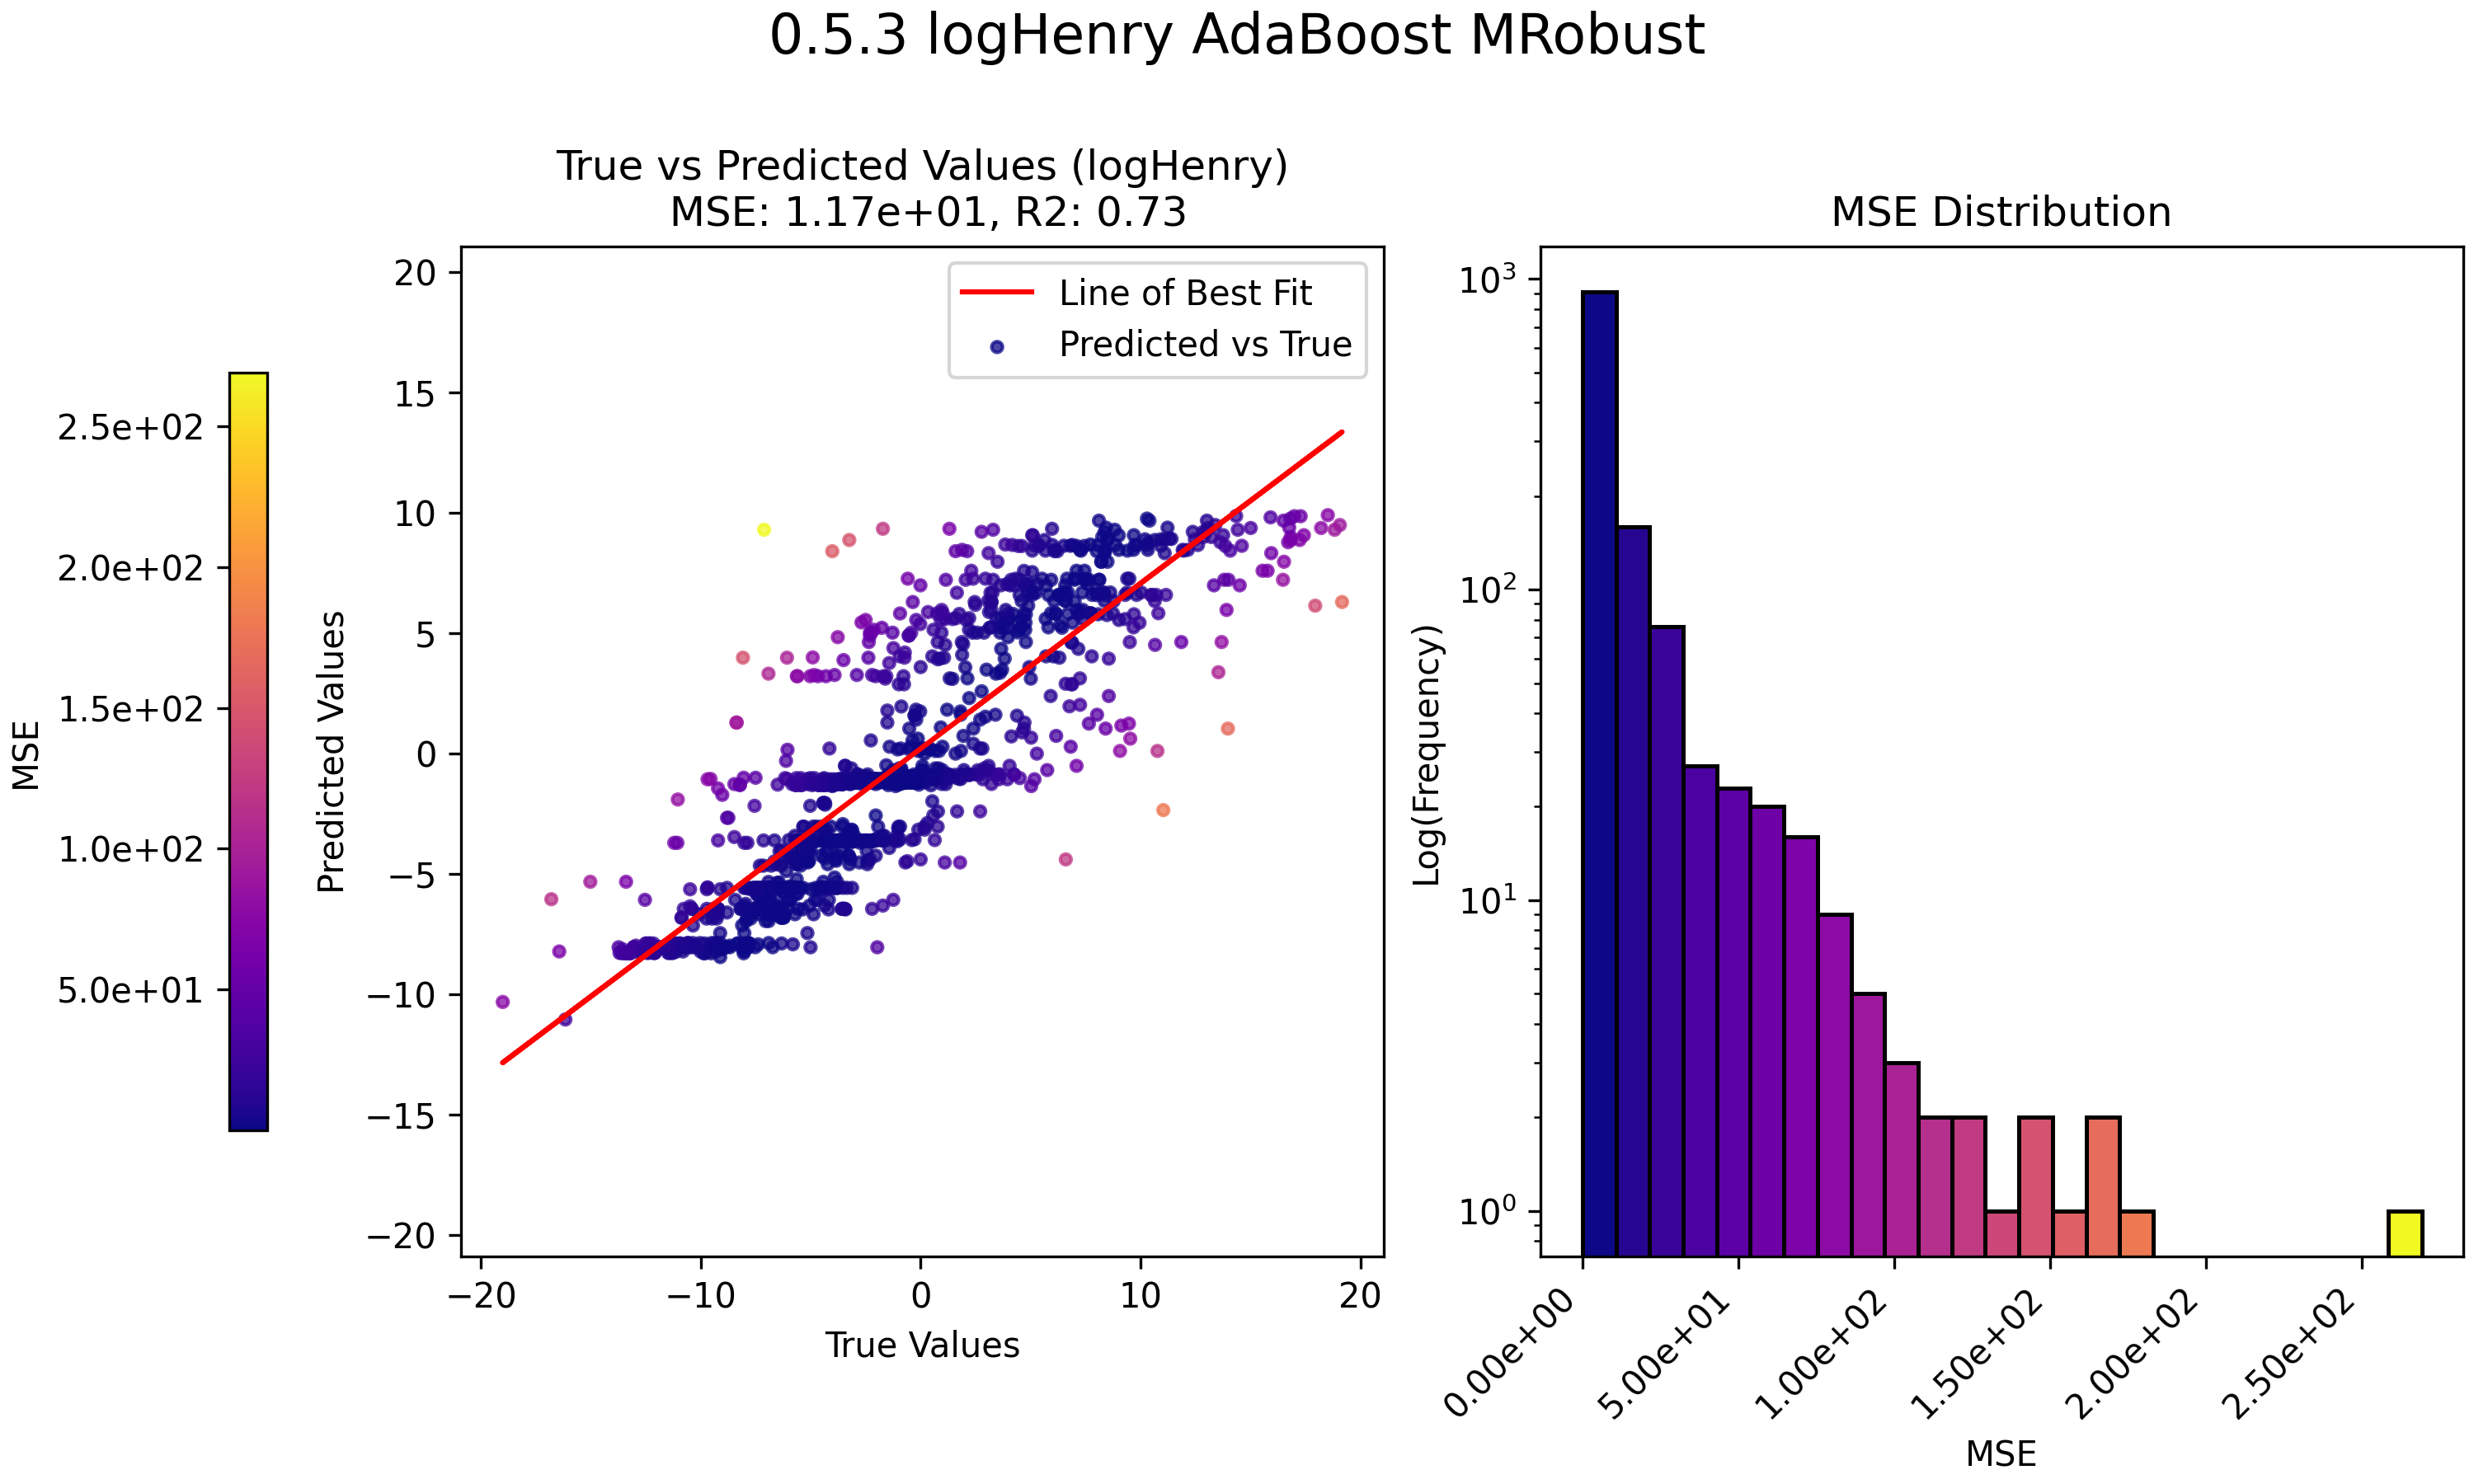 0.5.3 logHenry AdaBoost MRobust
True vs Predicted Values (logHenry)
MSE: 1.17e+01, R2: 0.73
MSE Distribution
2.5e+02
2.0e+02
1.5e+02
1.0e+02
5.0e+01
MSE
20
15
10
5
0
−5
−10
−15
−20
Predicted Values
Line of Best Fit
Predicted vs True
−20
−10
0
10
20
True Values
10³
10²
10¹
10⁰
Log(Frequency)
0.00e+00
5.00e+01
1.00e+02
1.50e+02
2.00e+02
2.50e+02
MSE